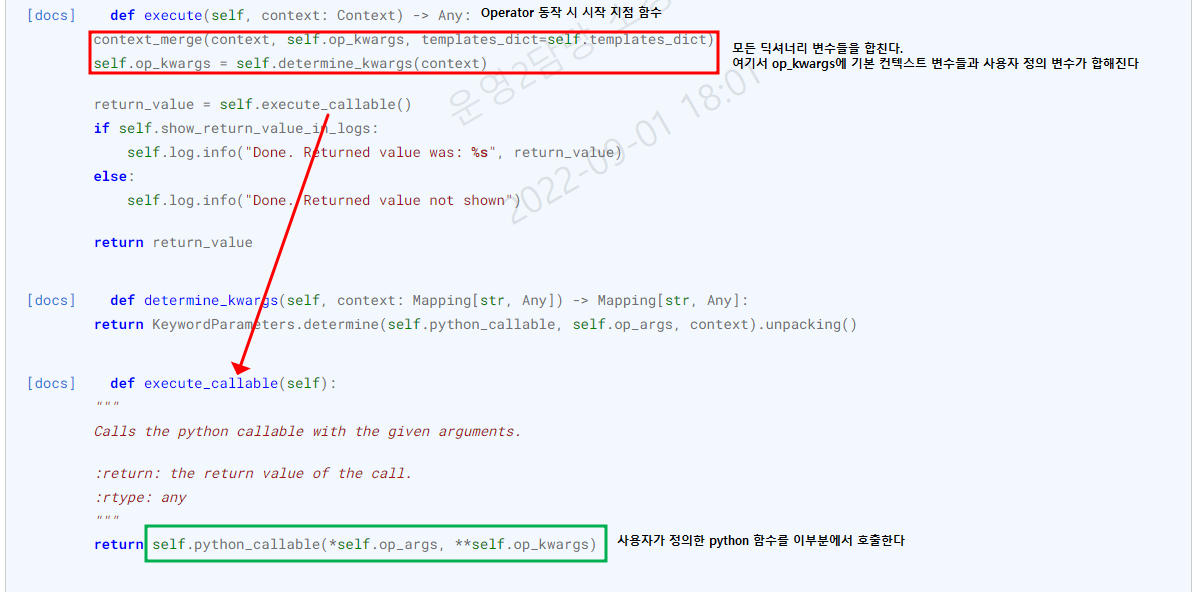 [docs] def execute(self, context: Context) -> Any: Operator 동작 시 시작 지점 함수
context_merge(context, self.op_kwargs, templates_dict=self.templates_dict)
모든 딕셔너리 변수들을 합친다.
self.op_kwargs = self.determine_kwargs(context)
여기서 op_kwargs에 기본 컨텍스트 변수들과 사용자 정의 변수가 합해진다
return_value = self.execute_callable()
if self.show_return_value_in_logs:
self.log.info("Done. Returned value was: %s", return_value)
else:
self.log.info("Done. Returned value not shown")
return return_value
운영2담당
2022-09-01 18:01
[docs] def determine_kwargs(self, context: Mapping[str, Any]) -> Mapping[str, Any]:
return KeywordParameters.determine(self.python_callable, self.op_args, context).unpacking()
[docs] def execute_callable(self):
"""
Calls the python callable with the given arguments.
:return: the return value of the call.
:rtype: any
"""
return self.python_callable(*self.op_args, **self.op_kwargs) 사용자가 정의한 python 함수를 이부분에서 호출한다